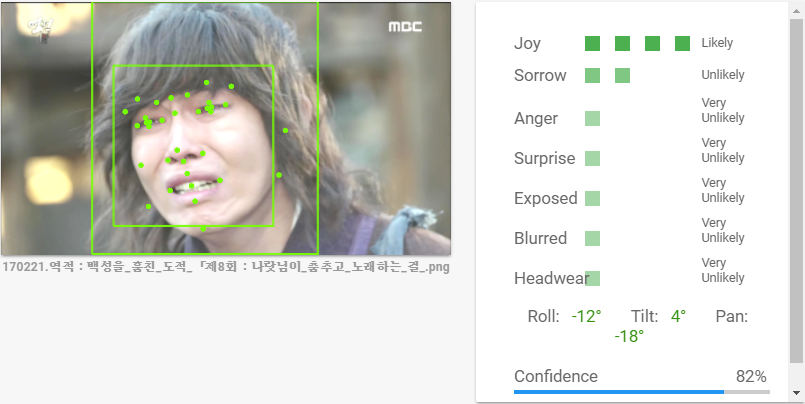 역적
MBC
170221.역적 : 백성을_훔친_도적_「제8회 : 나랏님이_춤추고_노래하는_걸_.png
Joy Likely
Sorrow Unlikely
Anger Very Unlikely
Surprise Very Unlikely
Exposed Very Unlikely
Blurred Very Unlikely
Headwear Very Unlikely
Roll: -12° Tilt: 4° Pan:
-18°
Confidence 82%